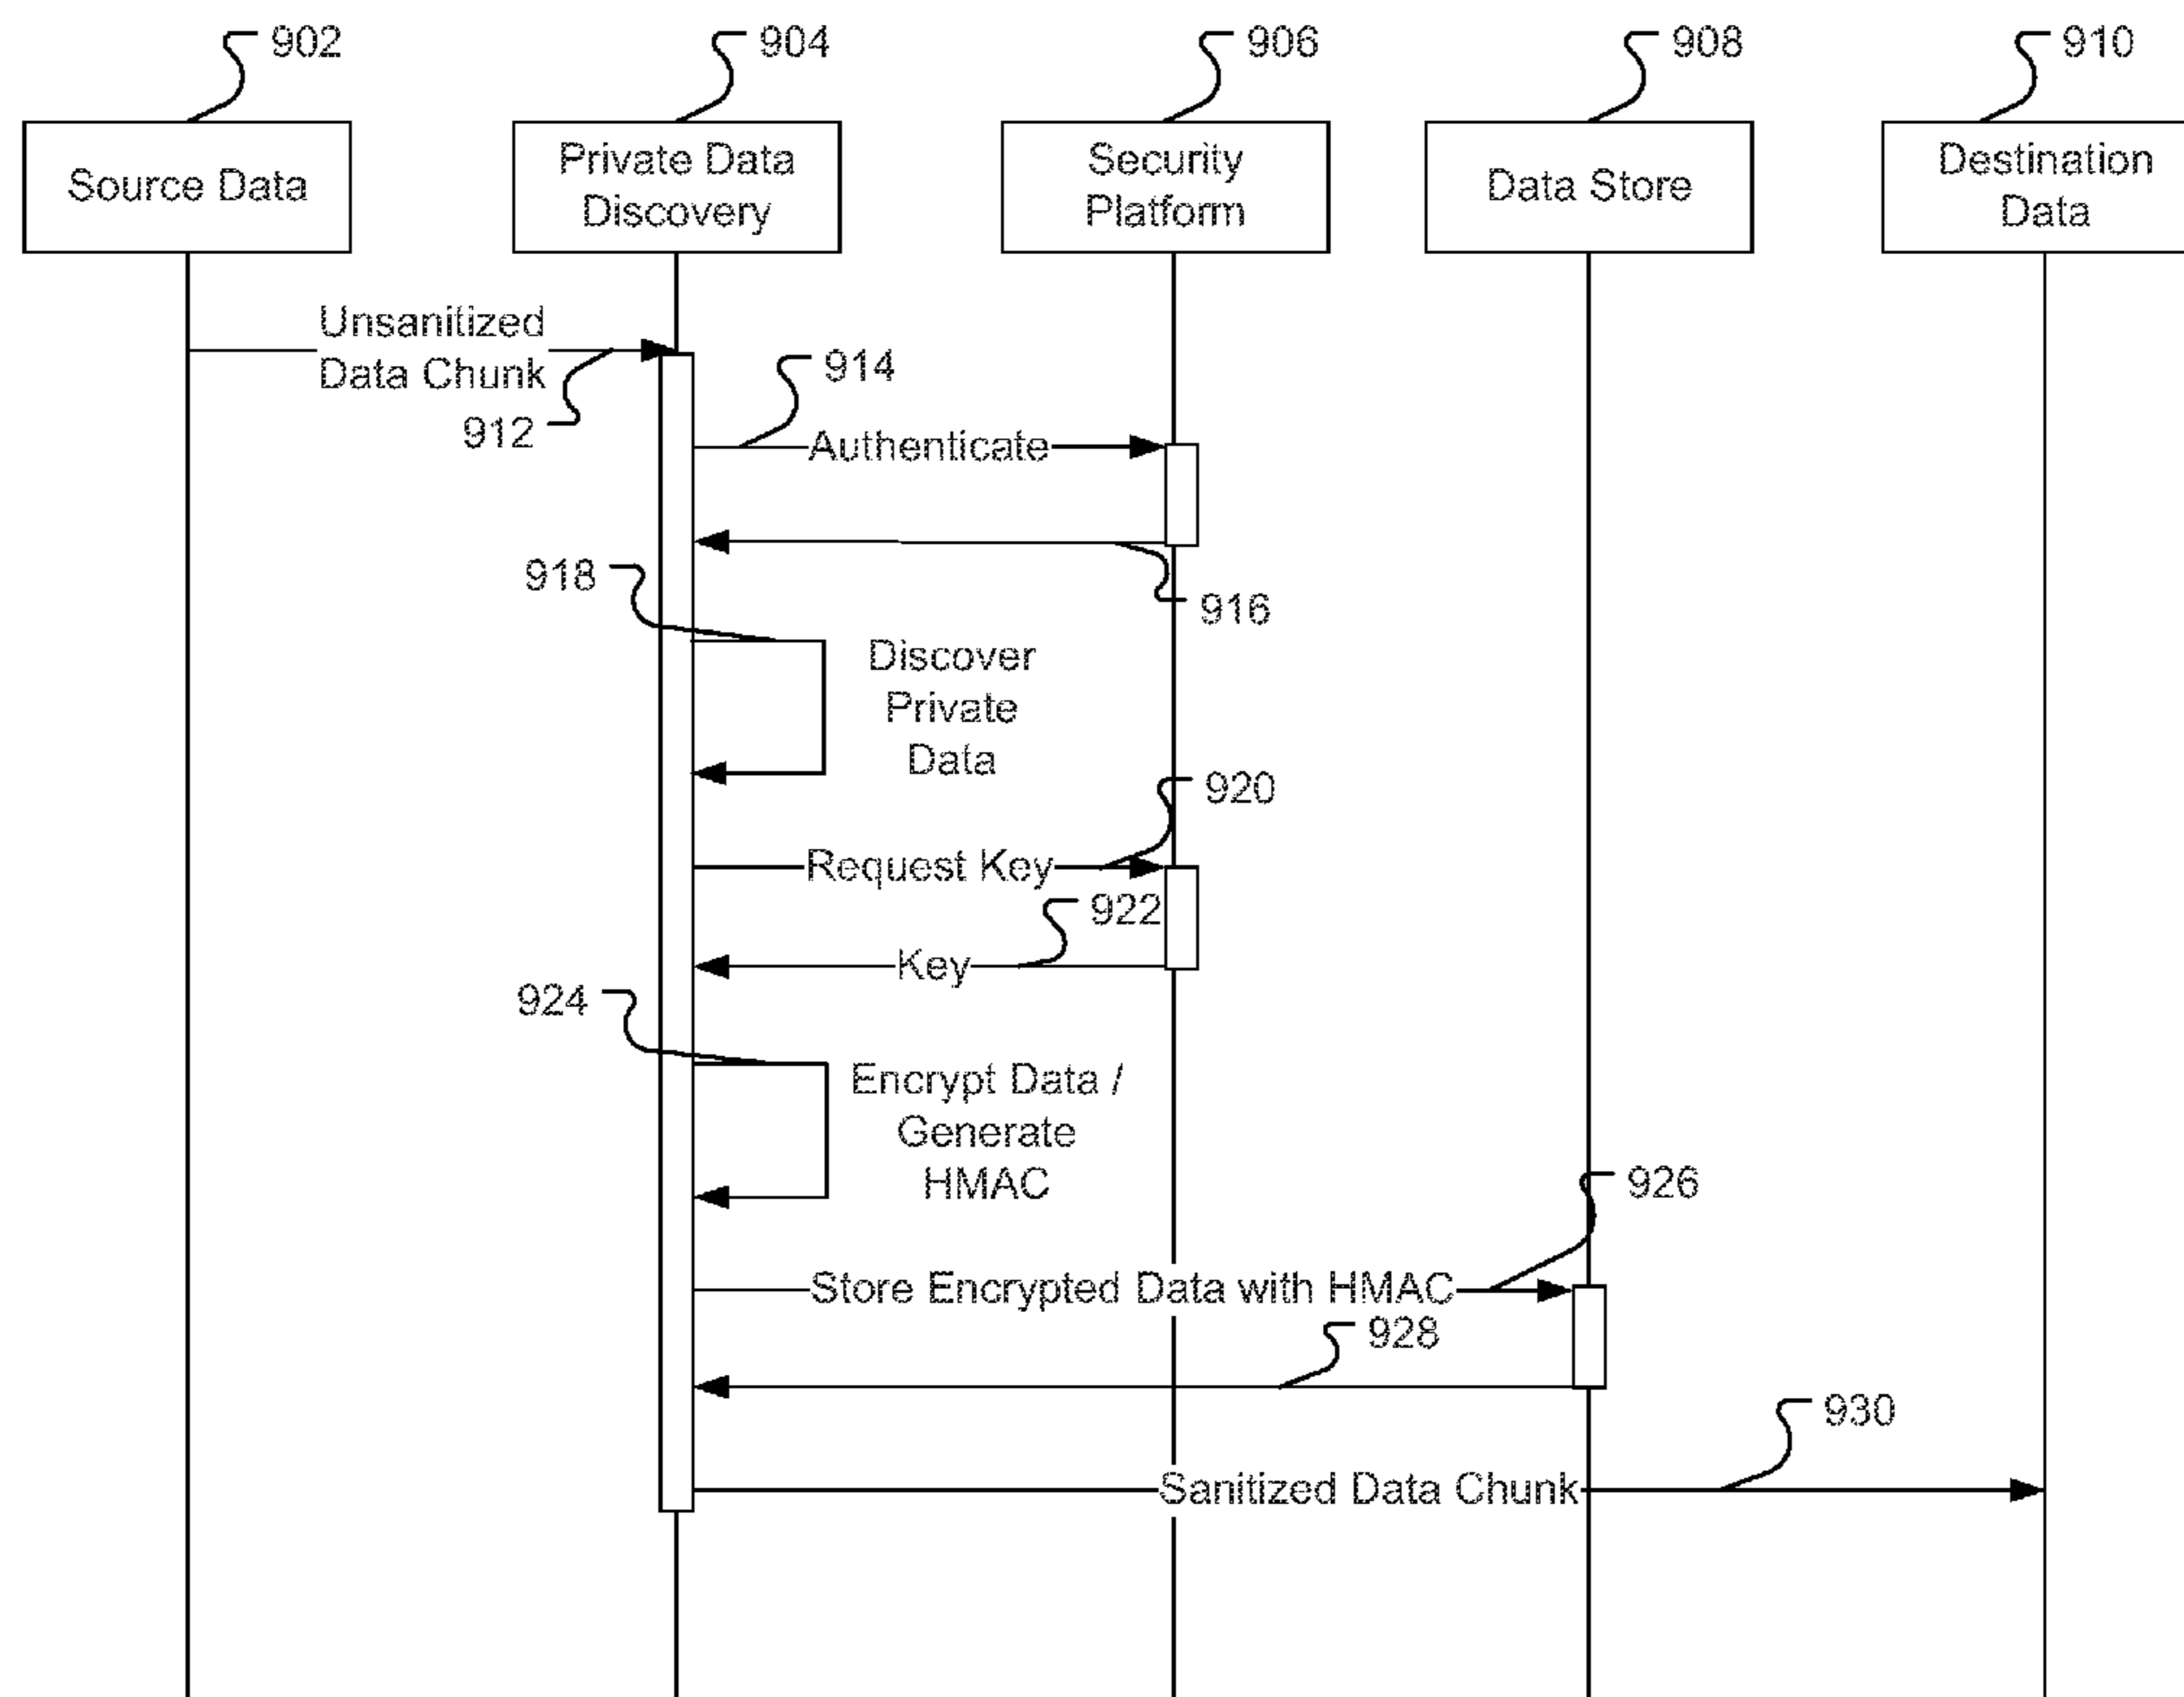 902
904
906
908
910
Source Data
Private Data
Discovery
Security
Platform
Data Store
Destination
Data
Unsanitized
Data Chunk
912
914
Authenticate
916
918
Discover
Private
Data
920
Request Key
922
Key
924
Encrypt Data /
Generate
HMAC
926
Store Encrypted Data with HMAC
928
930
Sanitized Data Chunk